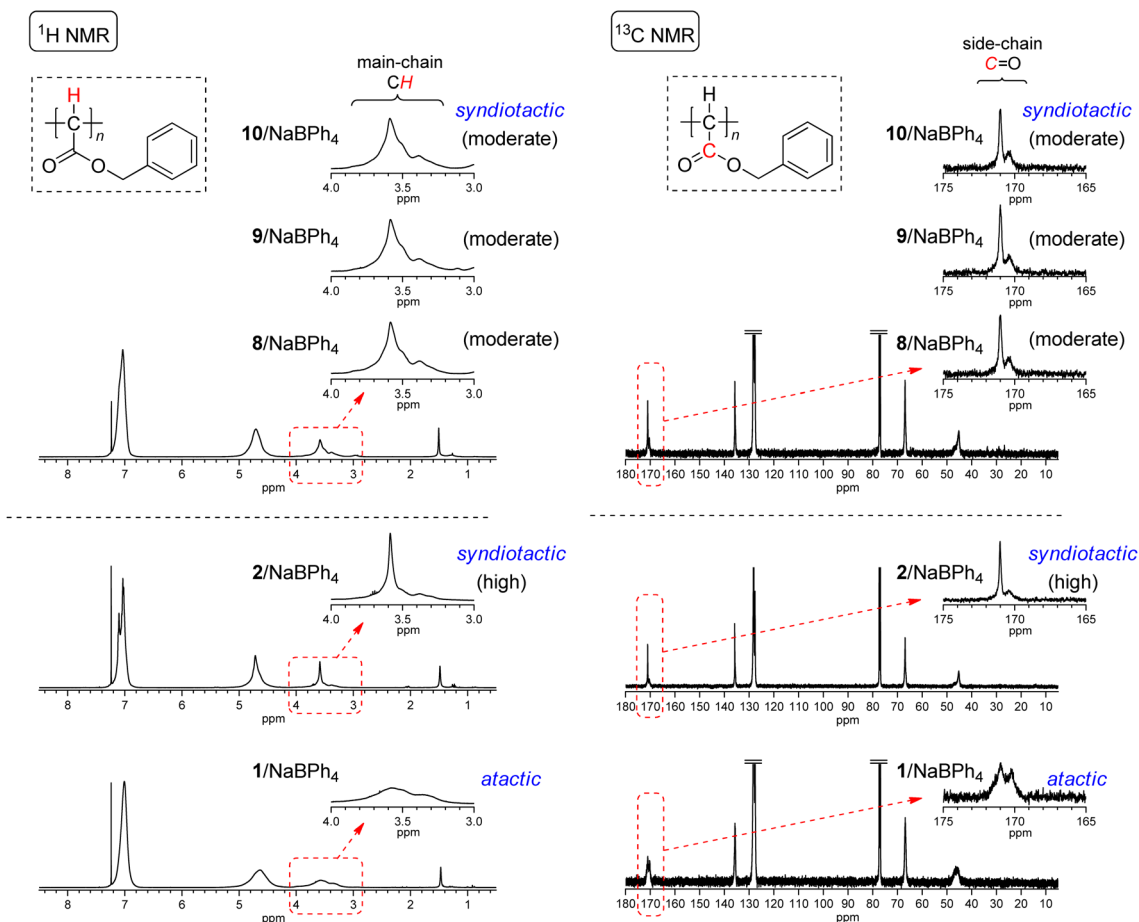 ¹H NMR
H
C
n
O
O
main-chain
CH
10/NaBPh₄
syndiotactic
(moderate)
4.0 3.5 3.0
ppm
9/NaBPh₄
(moderate)
4.0 3.5 3.0
ppm
8/NaBPh₄
(moderate)
4.0 3.5 3.0
ppm
8 7 6 5 4 3 2 1
ppm
2/NaBPh₄
syndiotactic
(high)
4.0 3.5 3.0
ppm
8 7 6 5 4 3 2 1
ppm
1/NaBPh₄
atactic
4.0 3.5 3.0
ppm
8 7 6 5 4 3 2 1
ppm
¹³C NMR
H
C
n
C
O
O
side-chain
C=O
10/NaBPh₄
syndiotactic
(moderate)
175 170 165
ppm
9/NaBPh₄
(moderate)
175 170 165
ppm
8/NaBPh₄
(moderate)
175 170 165
ppm
180 170 160 150 140 130 120 110 100 90 80 70 60 50 40 30 20 10
ppm
2/NaBPh₄
syndiotactic
(high)
175 170 165
ppm
180 170 160 150 140 130 120 110 100 90 80 70 60 50 40 30 20 10
ppm
1/NaBPh₄
atactic
175 170 165
ppm
180 170 160 150 140 130 120 110 100 90 80 70 60 50 40 30 20 10
ppm